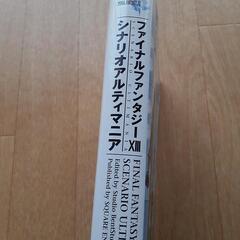 ファイナルファンタジーXIII
シナリオアルティマニア
FINAL FANTASY
SCENARIO ULTI
Edited by Studio BentStu
Published by SQUARE EN